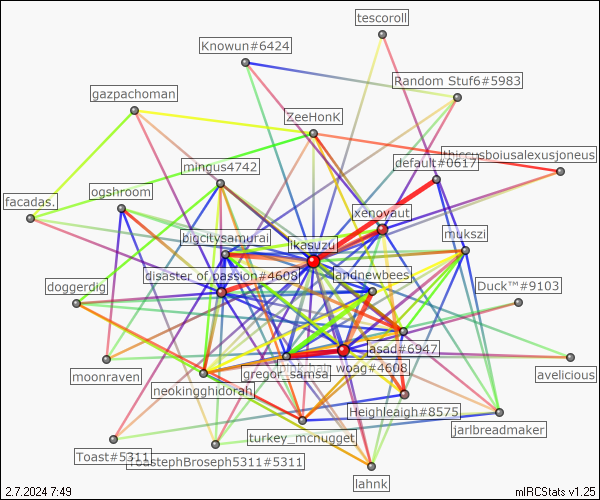 tescoroll
Knowun#6424
Random Stuf6#5983
gazpachoman
ZeeHonK
thiccusboiusalexusjoneus
default#0617
minous4742
ogshroom
facadas.
xenovaut
mukszi
bigcitysamurai
ikasuzu
disaster of passion#4608
landnewbees
Duck™#9103
doggerdig
asad#6947
woag#4608
moonraven
gregor_samsa
avelicious
neokingghidorah
Heighleaigh#8575
jarlbreadmaker
turkey_mcnugget
Toast#5311
ToastephBroseph5311#5311
lahnk
2.7.2024 7:49
mIRCStats v1.25